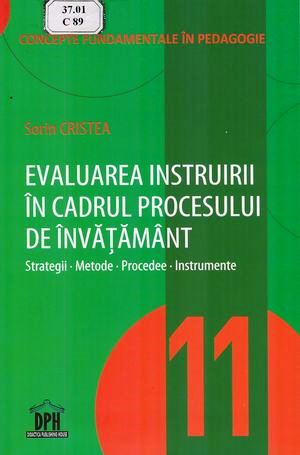 37.01
C 89
CONCEPTE FUNDAMENTALE ÎN PEDAGOGIE
Sorin CRISTEA
EVALUAREA INSTRUIRII
ÎN CADRUL PROCESULUI
DE ÎNVĂȚĂMÂNT
Strategii • Metode • Procedee • Instrumente
11
DPH
DIDACTICA PUBLISHING HOUSE